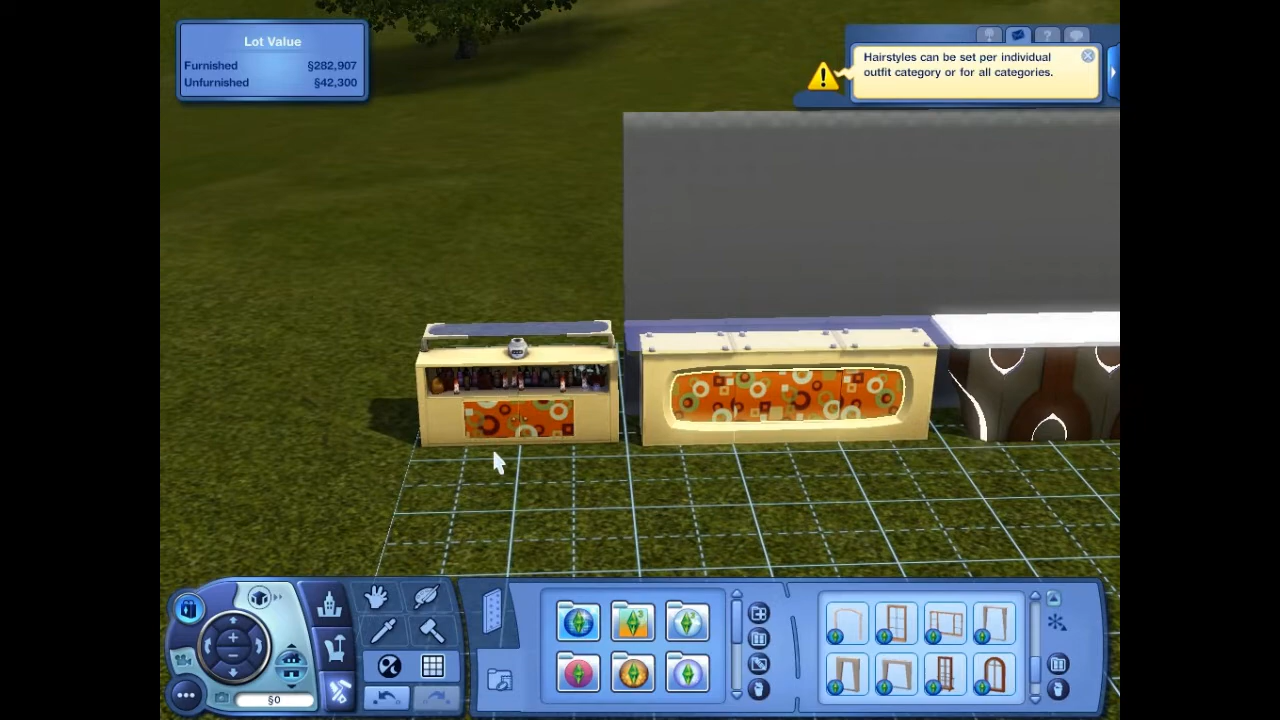 Lot Value
Furnished §282,907
Unfurnished §42,300
Hairstyles can be set per individual
outfit category or for all categories.
§0